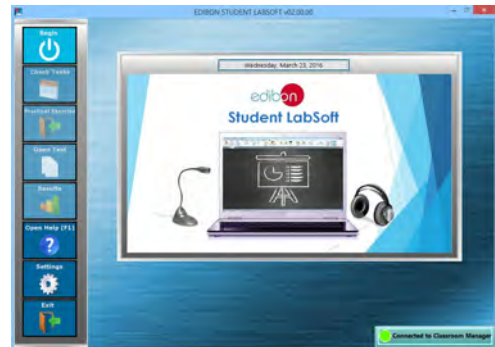 EDIBON STUDENT LABSOFT v02.00.00
Begin
Check Tests
Practical Exercise
Open Test
Results
Open Help (F1)
Settings
Exit
Wednesday, March 23, 2016
edibon
Student LabSoft
Connected to Classroom Manager